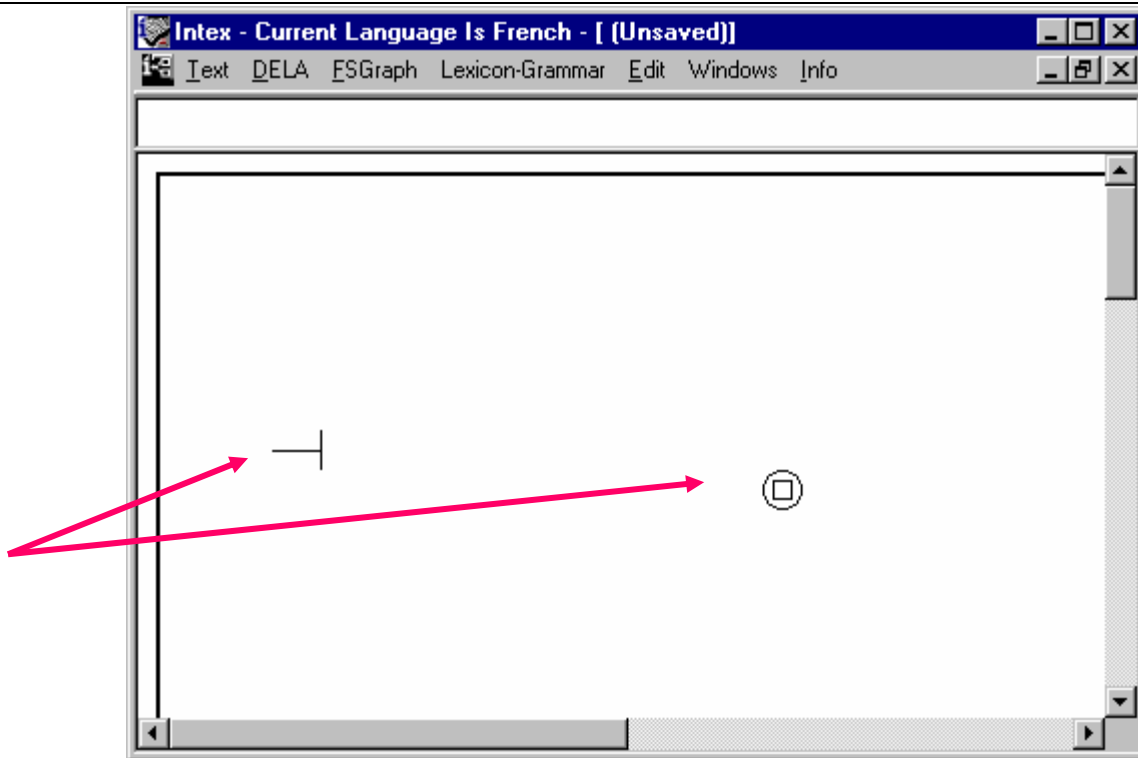 Intex - Current Language Is French - [ (Unsaved)]
Text DELA FSGraph Lexicon-Grammar Edit Windows Info